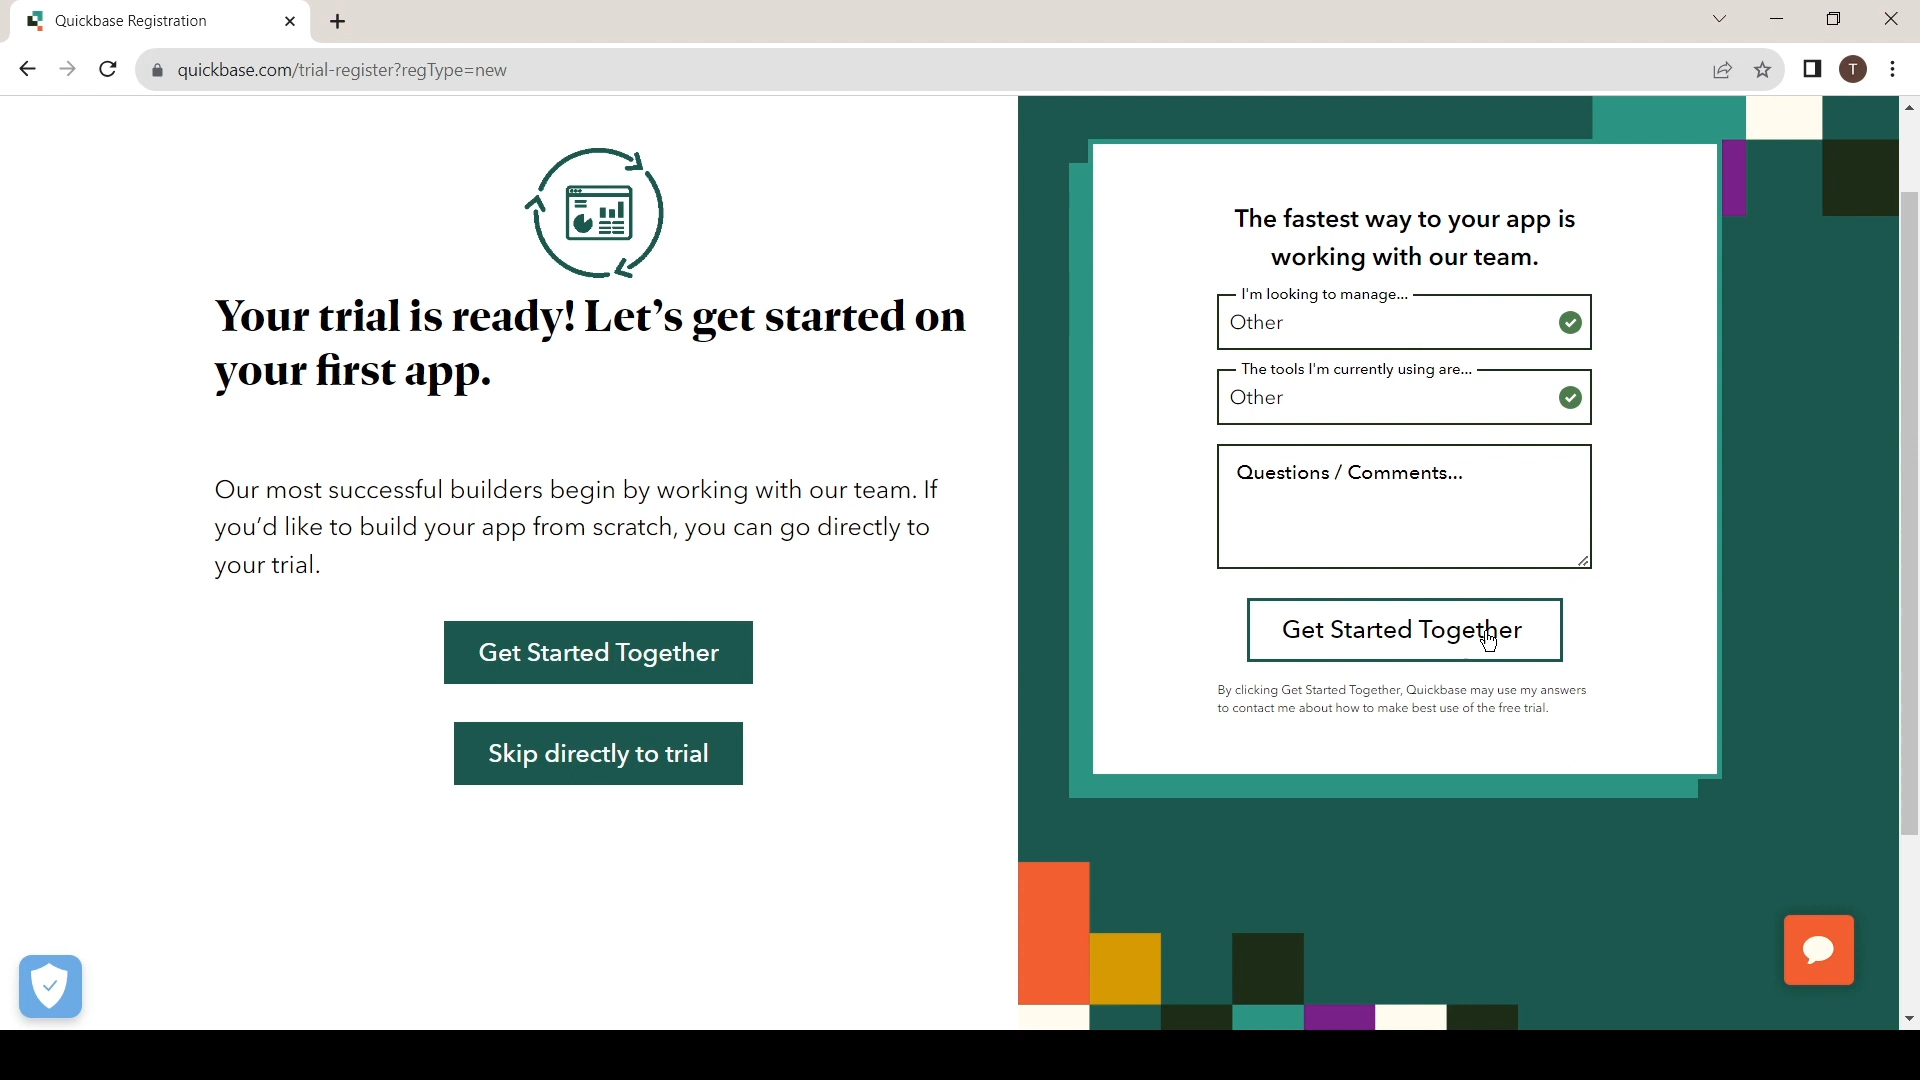 Quickbase Registration
quickbase.com/trial-register?regType=new
T
Your trial is ready! Let’s get started on
your first app.
Our most successful builders begin by working with our team. If
you’d like to build your app from scratch, you can go directly to
your trial.
Get Started Together
Skip directly to trial
The fastest way to your app is
working with our team.
I'm looking to manage...
Other
The tools I'm currently using are...
Other
Questions / Comments...
Get Started Together
By clicking Get Started Together, Quickbase may use my answers
to contact me about how to make best use of the free trial.